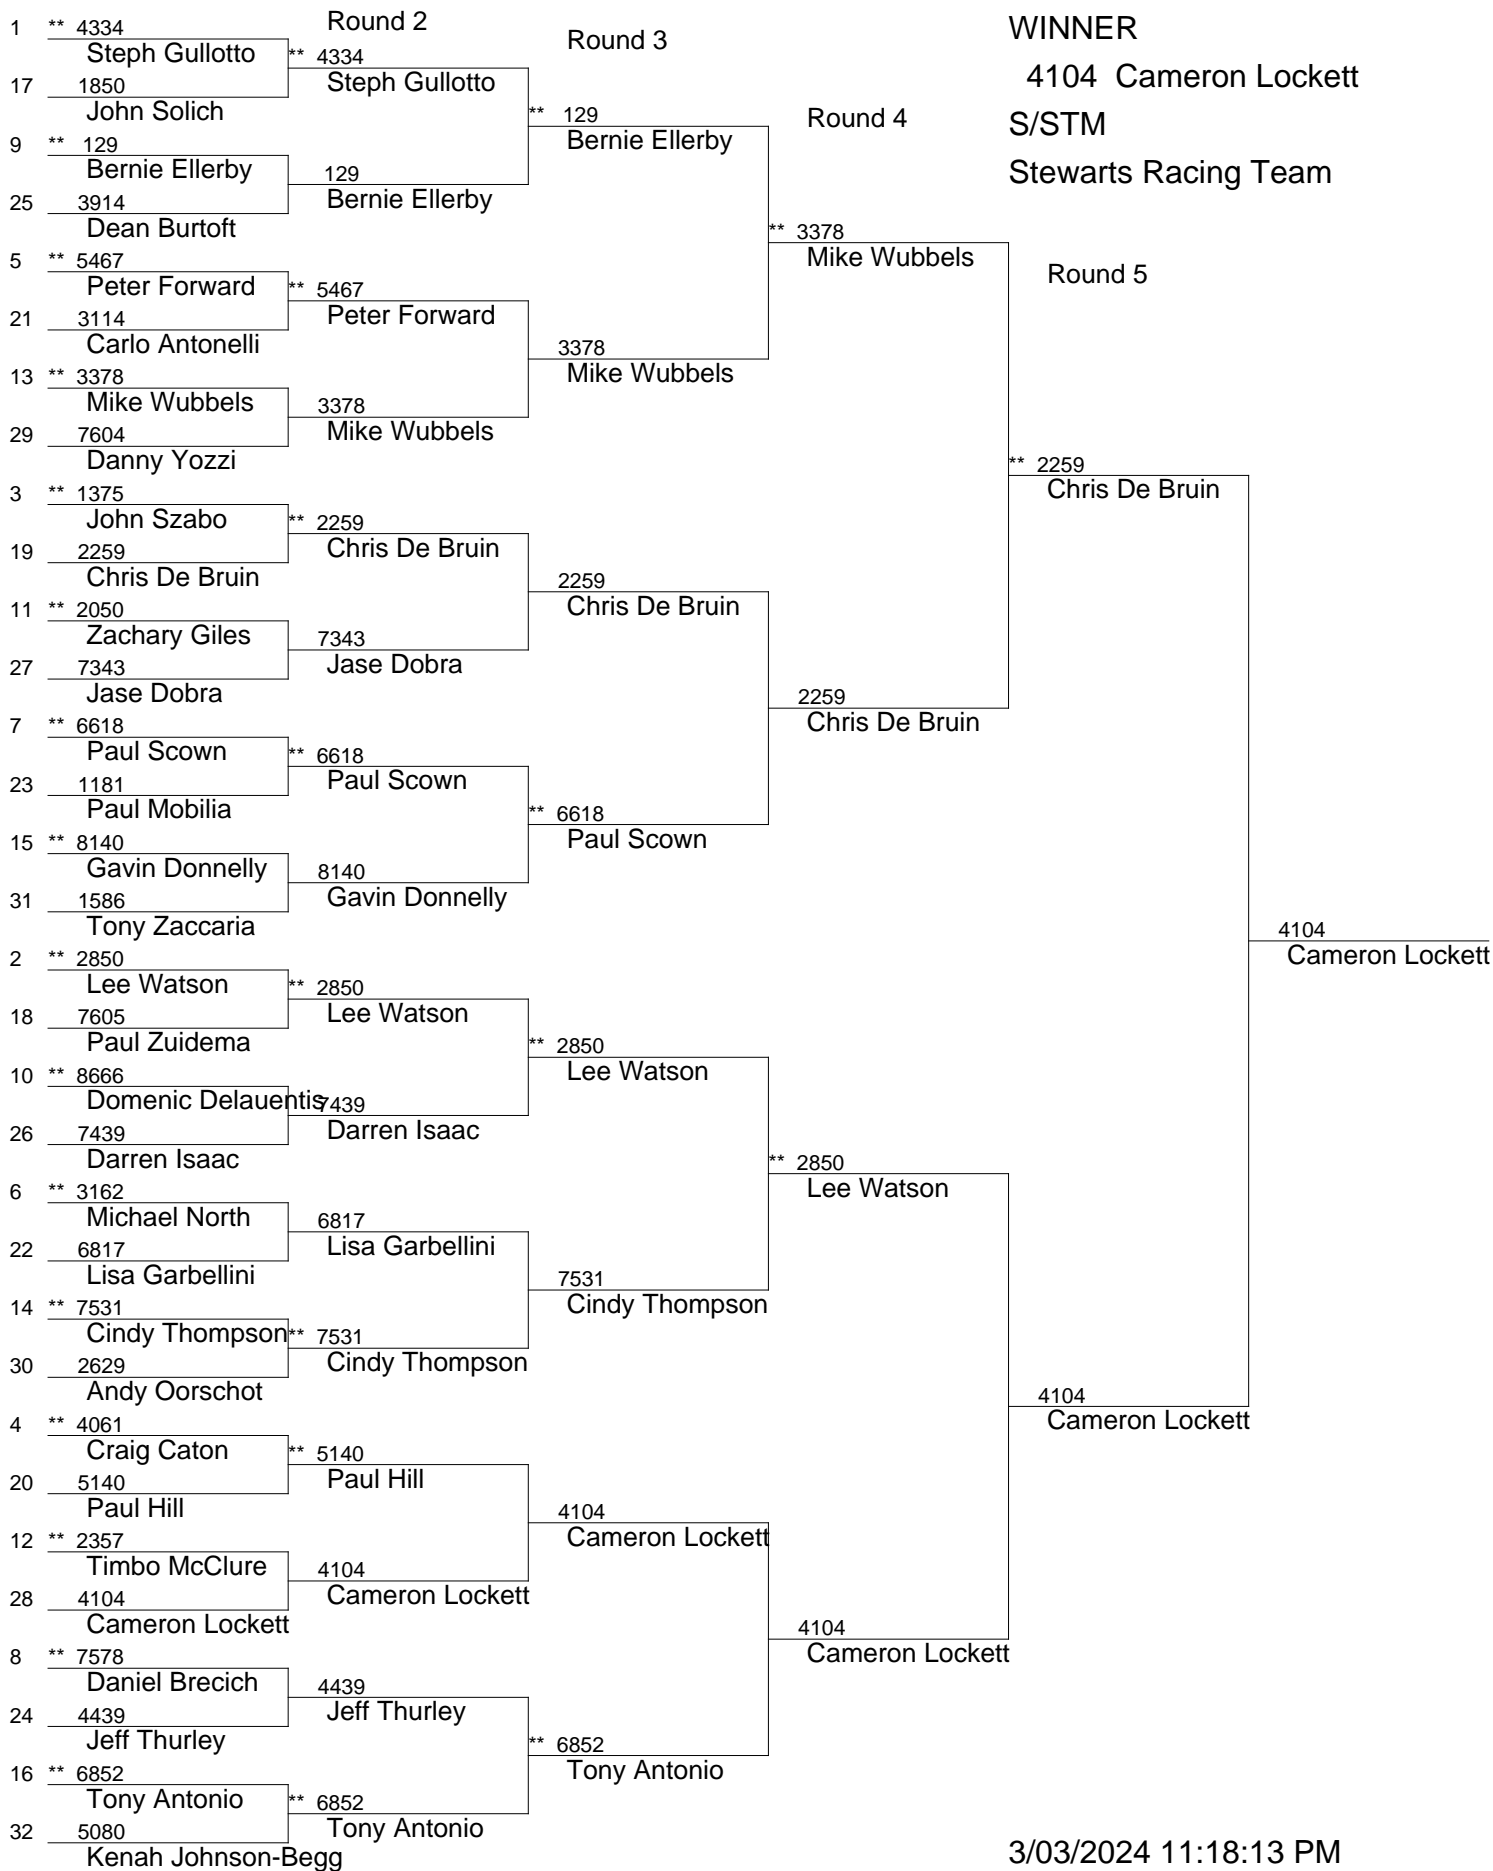 Round 2
Round 3
Round 4
Round 5
WINNER
4104 Cameron Lockett
S/STM
Stewarts Racing Team
1 ** 4334
Steph Gullotto
17 1850
John Solich
9 ** 129
Bernie Ellerby
25 3914
Dean Burtoft
5 ** 5467
Peter Forward
21 3114
Carlo Antonelli
13 ** 3378
Mike Wubbels
29 7604
Danny Yozzi
3 ** 1375
John Szabo
19 2259
Chris De Bruin
11 ** 2050
Zachary Giles
27 7343
Jase Dobra
7 ** 6618
Paul Scown
23 1181
Paul Mobilia
15 ** 8140
Gavin Donnelly
31 1586
Tony Zaccaria
2 ** 2850
Lee Watson
18 7605
Paul Zuidema
10 ** 8666
Domenic Delauentis
26 7439
Darren Isaac
6 ** 3162
Michael North
22 6817
Lisa Garbellini
14 ** 7531
Cindy Thompson
30 2629
Andy Oorschot
4 ** 4061
Craig Caton
20 5140
Paul Hill
12 ** 2357
Timbo McClure
28 4104
Cameron Lockett
8 ** 7578
Daniel Brecich
24 4439
Jeff Thurley
16 ** 6852
Tony Antonio
32 5080
Kenah Johnson-Begg
** 4334
Steph Gullotto
129
Bernie Ellerby
** 5467
Peter Forward
3378
Mike Wubbels
** 2259
Chris De Bruin
7343
Jase Dobra
** 6618
Paul Scown
8140
Gavin Donnelly
** 2850
Lee Watson
7439
Darren Isaac
6817
Lisa Garbellini
** 7531
Cindy Thompson
** 5140
Paul Hill
4104
Cameron Lockett
4439
Jeff Thurley
** 6852
Tony Antonio
** 129
Bernie Ellerby
3378
Mike Wubbels
2259
Chris De Bruin
** 6618
Paul Scown
** 2850
Lee Watson
7531
Cindy Thompson
4104
Cameron Lockett
** 6852
Tony Antonio
** 3378
Mike Wubbels
2259
Chris De Bruin
** 2850
Lee Watson
4104
Cameron Lockett
** 2259
Chris De Bruin
4104
Cameron Lockett
4104
Cameron Lockett
3/03/2024 11:18:13 PM